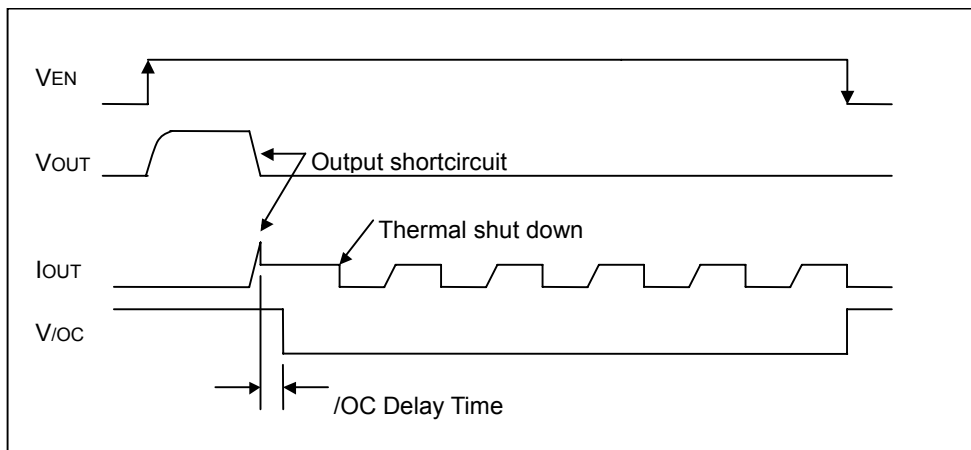 VEN
VOUT
Output shortcircuit
Thermal shut down
IOUT
V/OC
/OC Delay Time